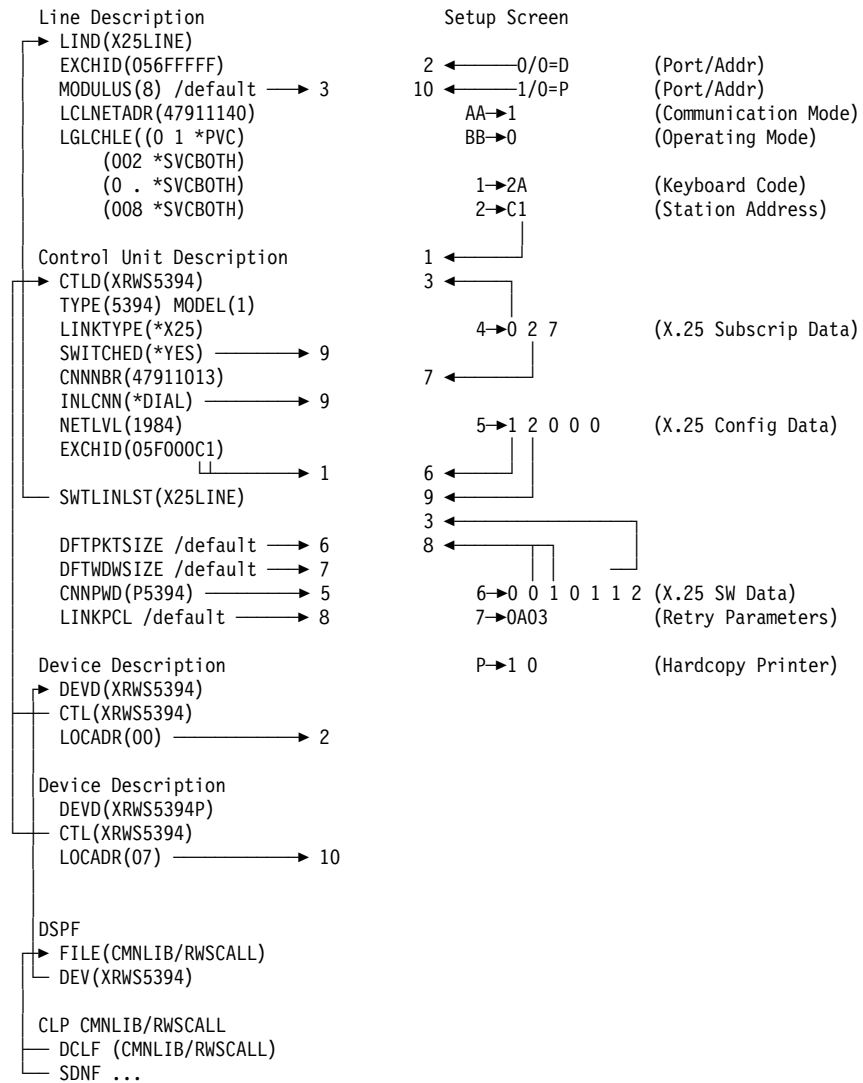 Line Description Setup Screen
LIND(X25LINE)
EXCHID(056FFFFF) 2 0/0=D (Port/Addr)
MODULUS(8) /default 3 10 1/0=P (Port/Addr)
LCLNETADR(47911140) AA 1 (Communication Mode)
LGLCHLE((0 1 *PVC) BB 0 (Operating Mode)
(002 *SVCBOTH)
(0 . *SVCBOTH) 1 2A (Keyboard Code)
(008 *SVCBOTH) 2 C1 (Station Address)
Control Unit Description 1
CTLD(XRWS5394) 3
TYPE(5394) MODEL(1)
LINKTYPE(*X25) 4 0 2 7 (X.25 Subscrip Data)
SWITCHED(*YES) 9
CNNNBR(47911013) 7
INLCNN(*DIAL) 9
NETLVL(1984) 5 1 2 0 0 0 (X.25 Config Data)
EXCHID(05F000C1)
1 6
SWTLINLST(X25LINE) 9
3
DFTPKTSIZE /default 6 8
DFTWDWSIZE /default 7
CNNPWD(P5394) 5 6 0 0 1 0 1 1 2 (X.25 SW Data)
LINKPCL /default 8 7 0A03 (Retry Parameters)
Device Description P 1 0 (Hardcopy Printer)
DEVD(XRWS5394)
CTL(XRWS5394)
LOCADR(00) 2
Device Description
DEVD(XRWS5394P)
CTL(XRWS5394)
LOCADR(07) 10
DSPF
FILE(CMNLIB/RWSCALL)
DEV(XRWS5394)
CLP CMNLIB/RWSCALL
DCLF (CMNLIB/RWSCALL)
SDNF ...